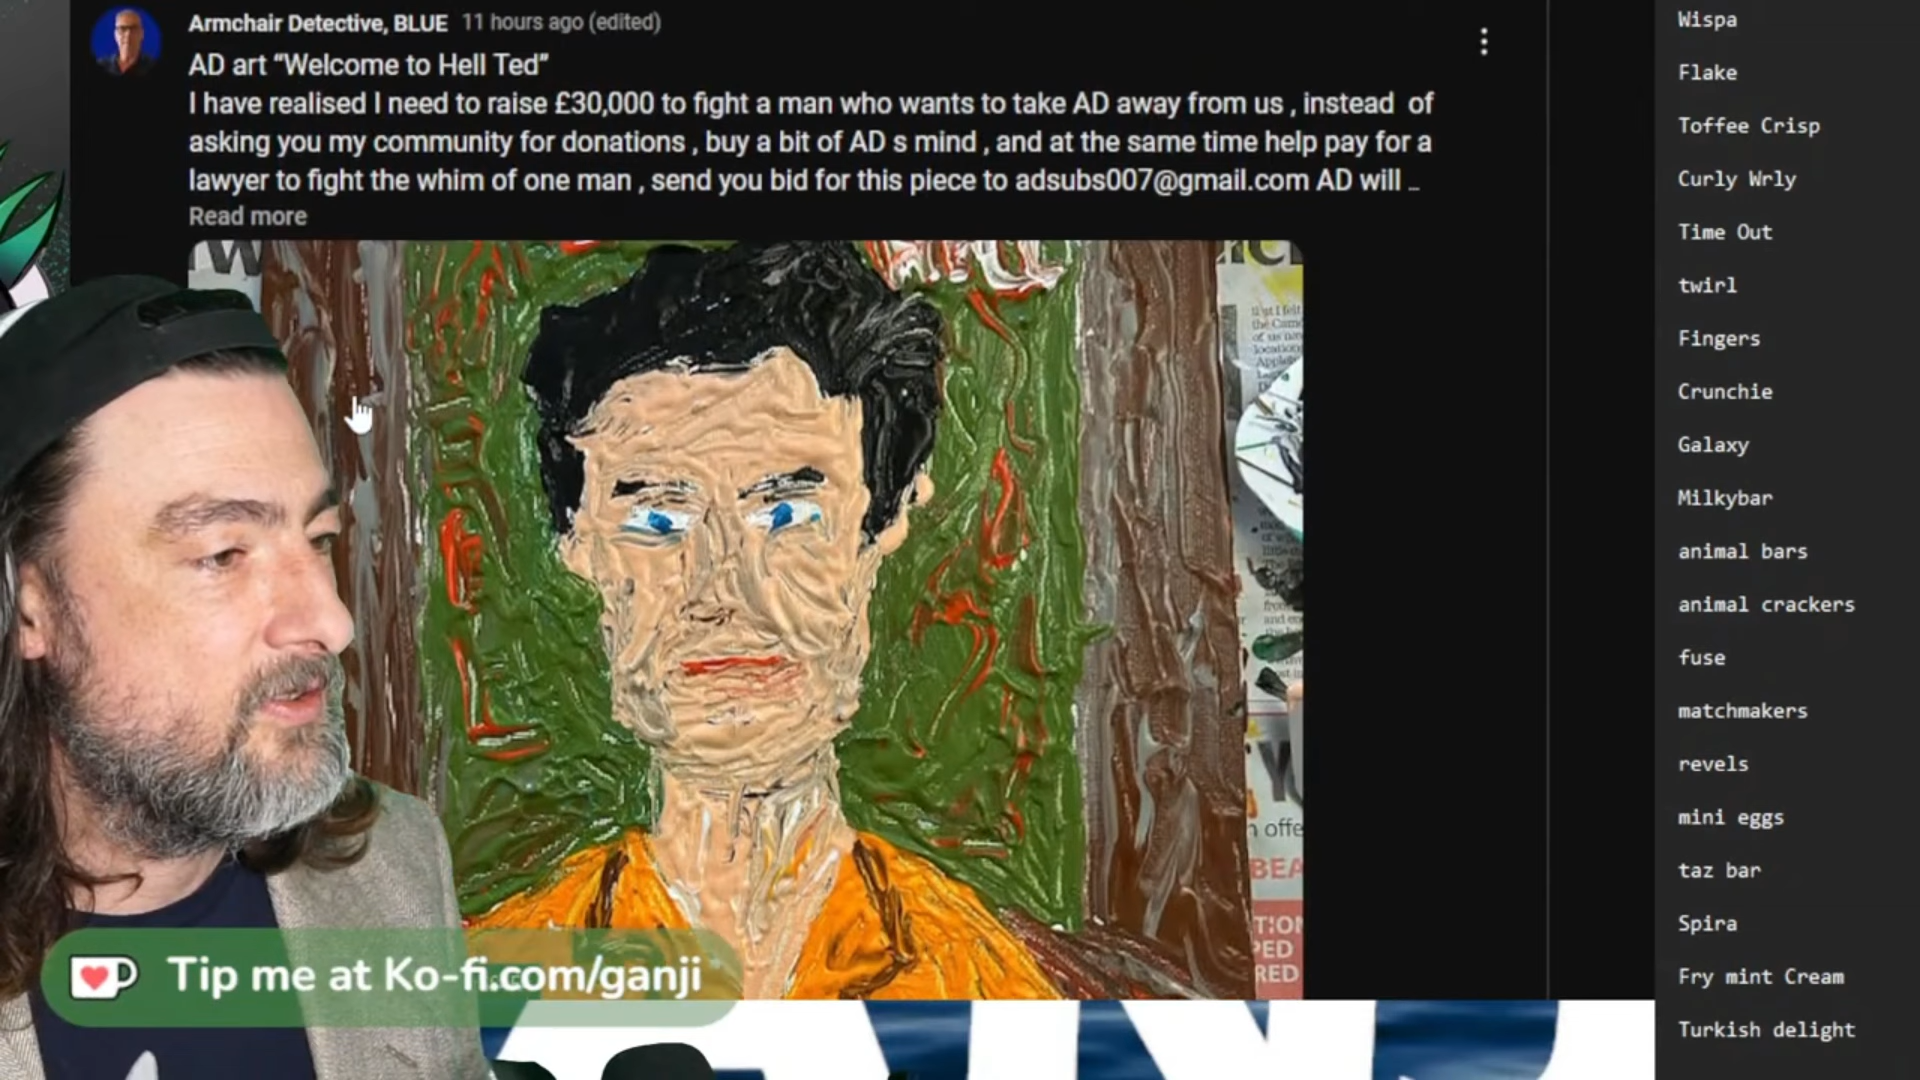 Armchair Detective, BLUE 11 hours ago (edited)
AD art “Welcome to Hell Ted”
I have realised I need to raise £30,000 to fight a man who wants to take AD away from us , instead of
asking you my community for donations , buy a bit of AD s mind , and at the same time help pay for a
lawyer to fight the whim of one man , send you bid for this piece to adsubs007@gmail.com AD will ...
Read more
Tip me at Ko-fi.com/ganji
n offe
BEA
TION
PED
RED
Wispa
Flake
Toffee Crisp
Curly Wrly
Time Out
twirl
Fingers
Crunchie
Galaxy
Milkybar
animal bars
animal crackers
fuse
matchmakers
revels
mini eggs
taz bar
Spira
Fry mint Cream
Turkish delight